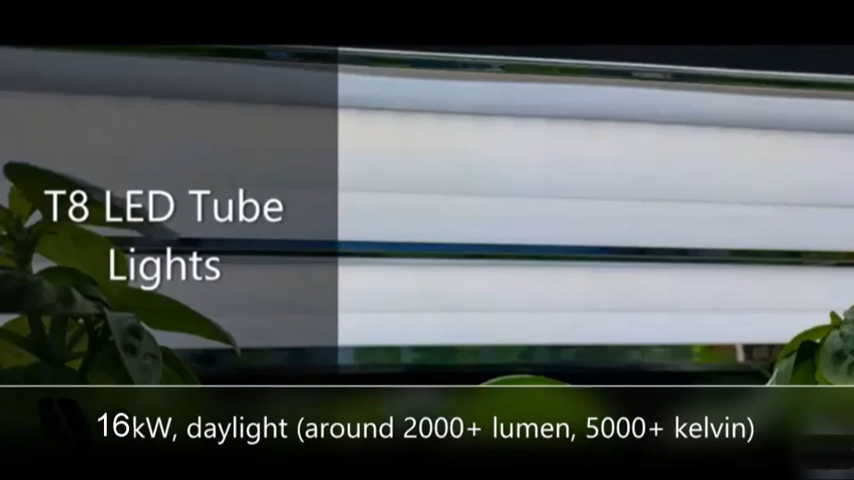 T8 LED Tube
Lights
16kW, daylight (around 2000+ lumen, 5000+ kelvin)